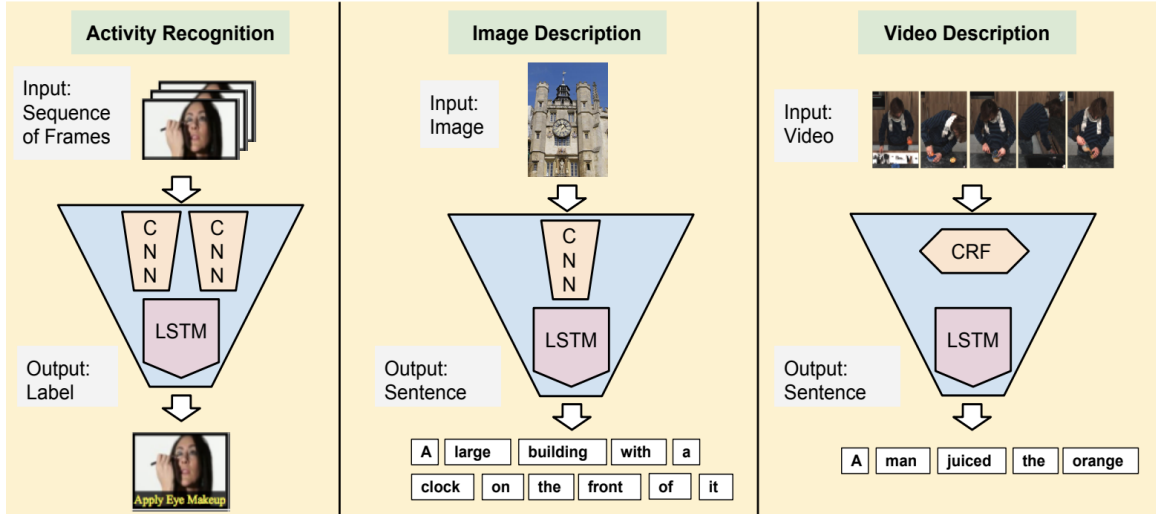 Activity Recognition
Input:
Sequence
of Frames
C
N
N
C
N
N
LSTM
Output:
Label
Apply Eye Makeup
Image Description
Input:
Image
C
N
N
LSTM
Output:
Sentence
A large building with a
clock on the front of it
Video Description
Input:
Video
CRF
LSTM
Output:
Sentence
A man juiced the orange